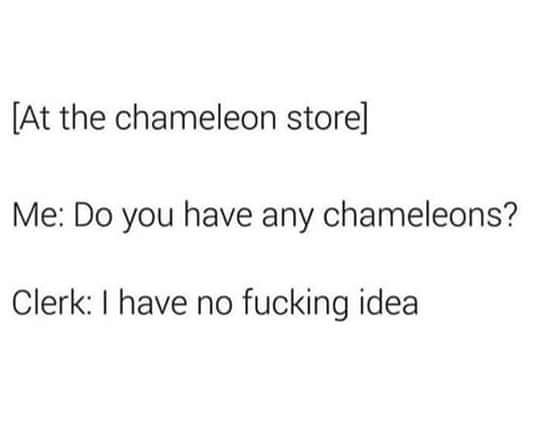 [At the chameleon store]
Me: Do you have any chameleons?
Clerk: I have no fucking idea